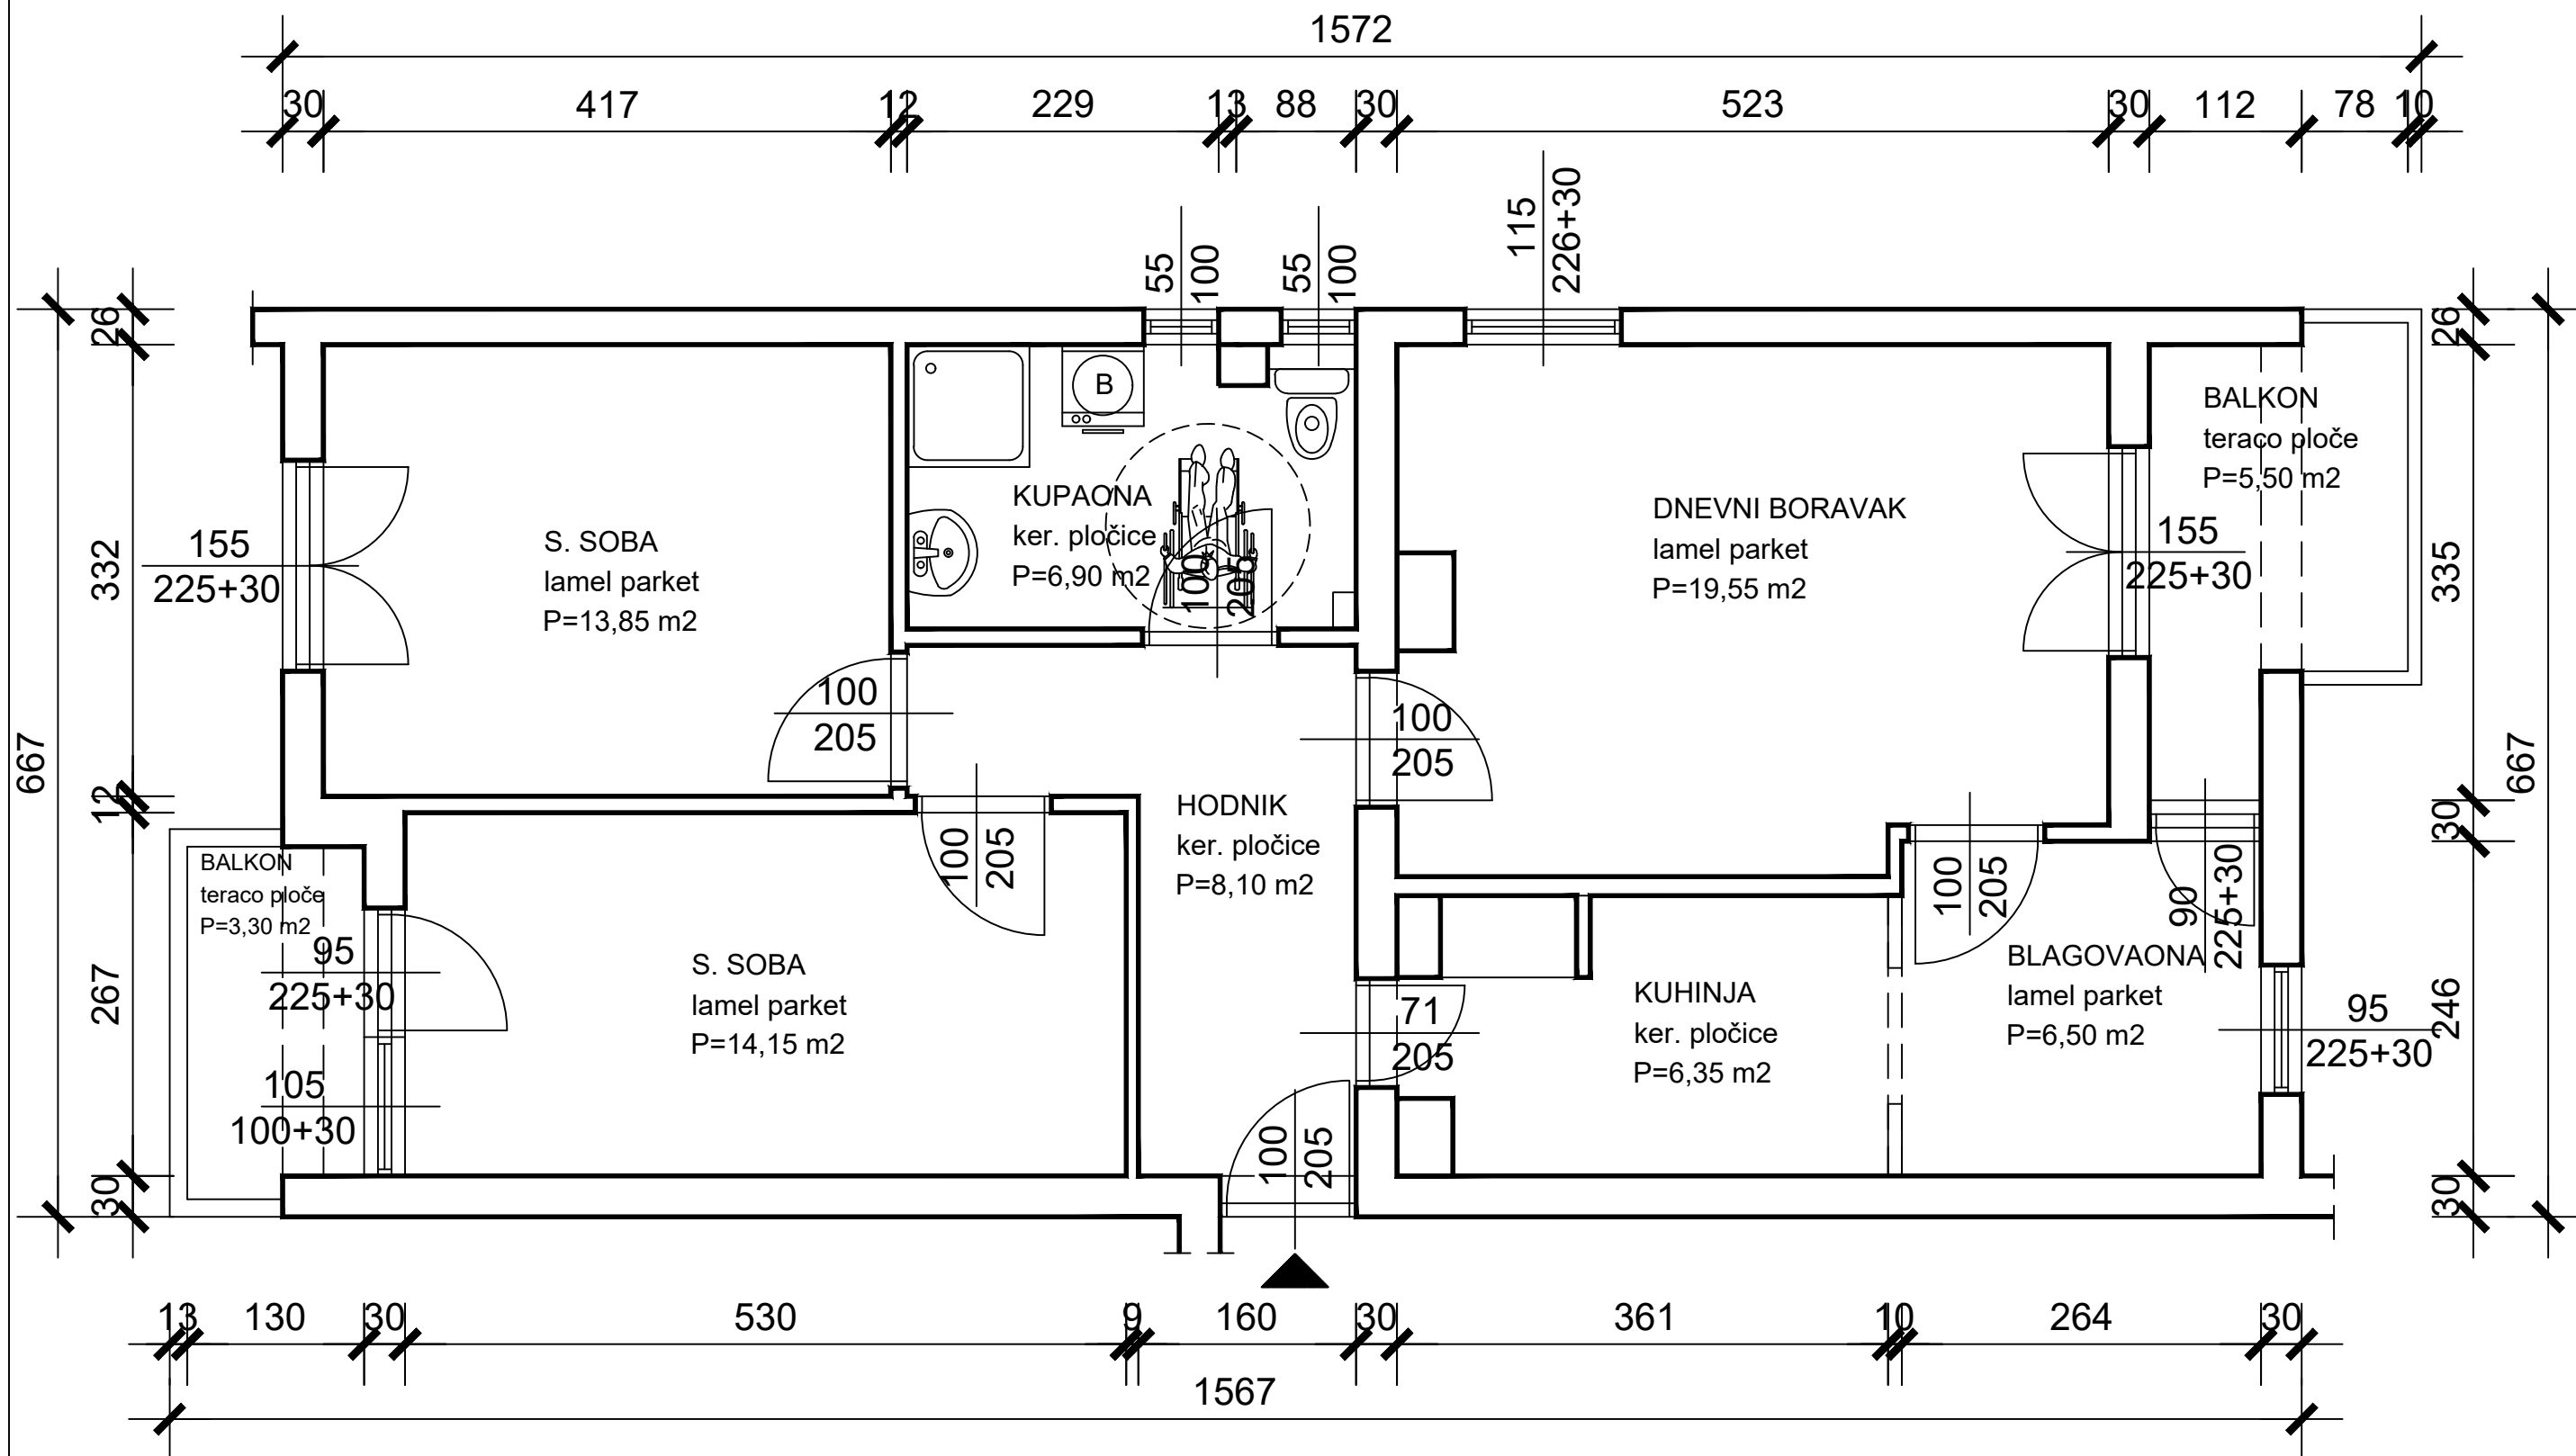 1572
30 417 12 229 13 88 30 523 30 112 78 10
55 100
55 100
115 226+30
26
332
12
267
30
667
26
335
30
246
30
667
B
KUPAONA
ker. pločice
P=6,90 m2
100 205
S. SOBA
lamel parket
P=13,85 m2
155
225+30
DNEVNI BORAVAK
lamel parket
P=19,55 m2
BALKON
teraco ploče
P=5,50 m2
155
225+30
100
205
100
205
100 205
HODNIK
ker. pločice
P=8,10 m2
BALKON
teraco ploče
P=3,30 m2
95
225+30
105
100+30
S. SOBA
lamel parket
P=14,15 m2
71
205
100 205
KUHINJA
ker. pločice
P=6,35 m2
100 205
90 225+30
BLAGOVAONA
lamel parket
P=6,50 m2
95
225+30
13 130 30 530 9 160 30 361 10 264 30
1567